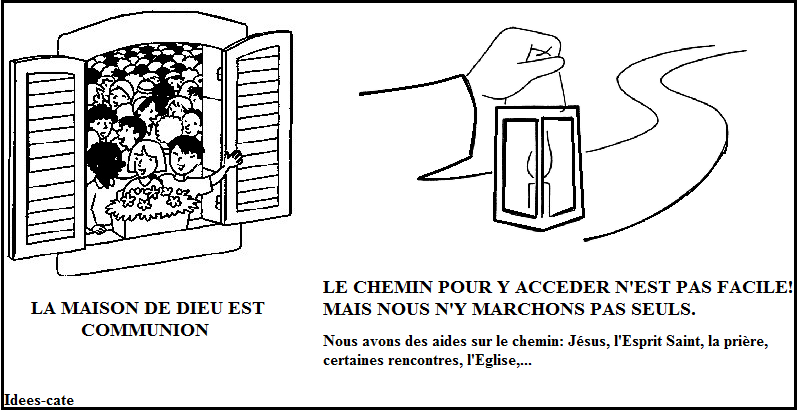 LA MAISON DE DIEU EST
COMMUNION
LE CHEMIN POUR Y ACCEDER N'EST PAS FACILE!
MAIS NOUS N'Y MARCHONS PAS SEULS.
Nous avons des aides sur le chemin: Jésus, l'Esprit Saint, la prière,
certaines rencontres, l'Eglise,...
Idees-cate